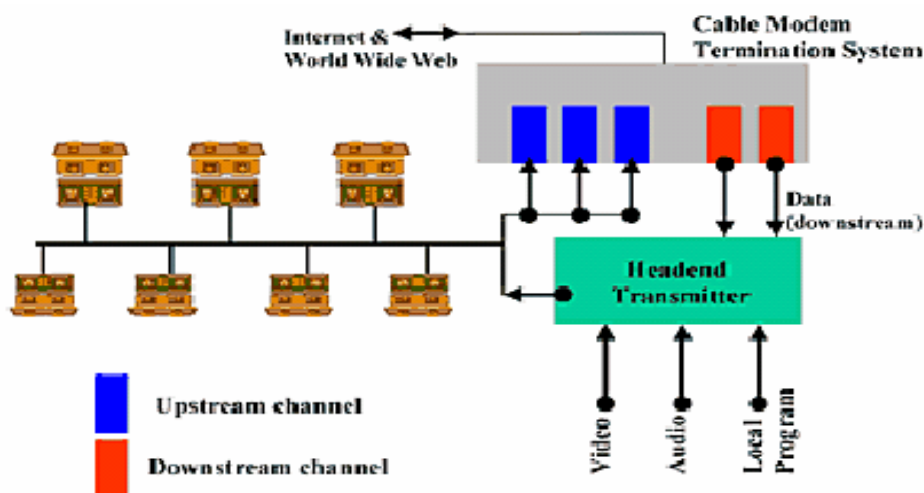 Internet &
World Wide Web
Cable Modem
Termination System
Data
(downstream)
Headend
Transmitter
Upstream channel
Downstream channel
Video
Audio
Local
Program